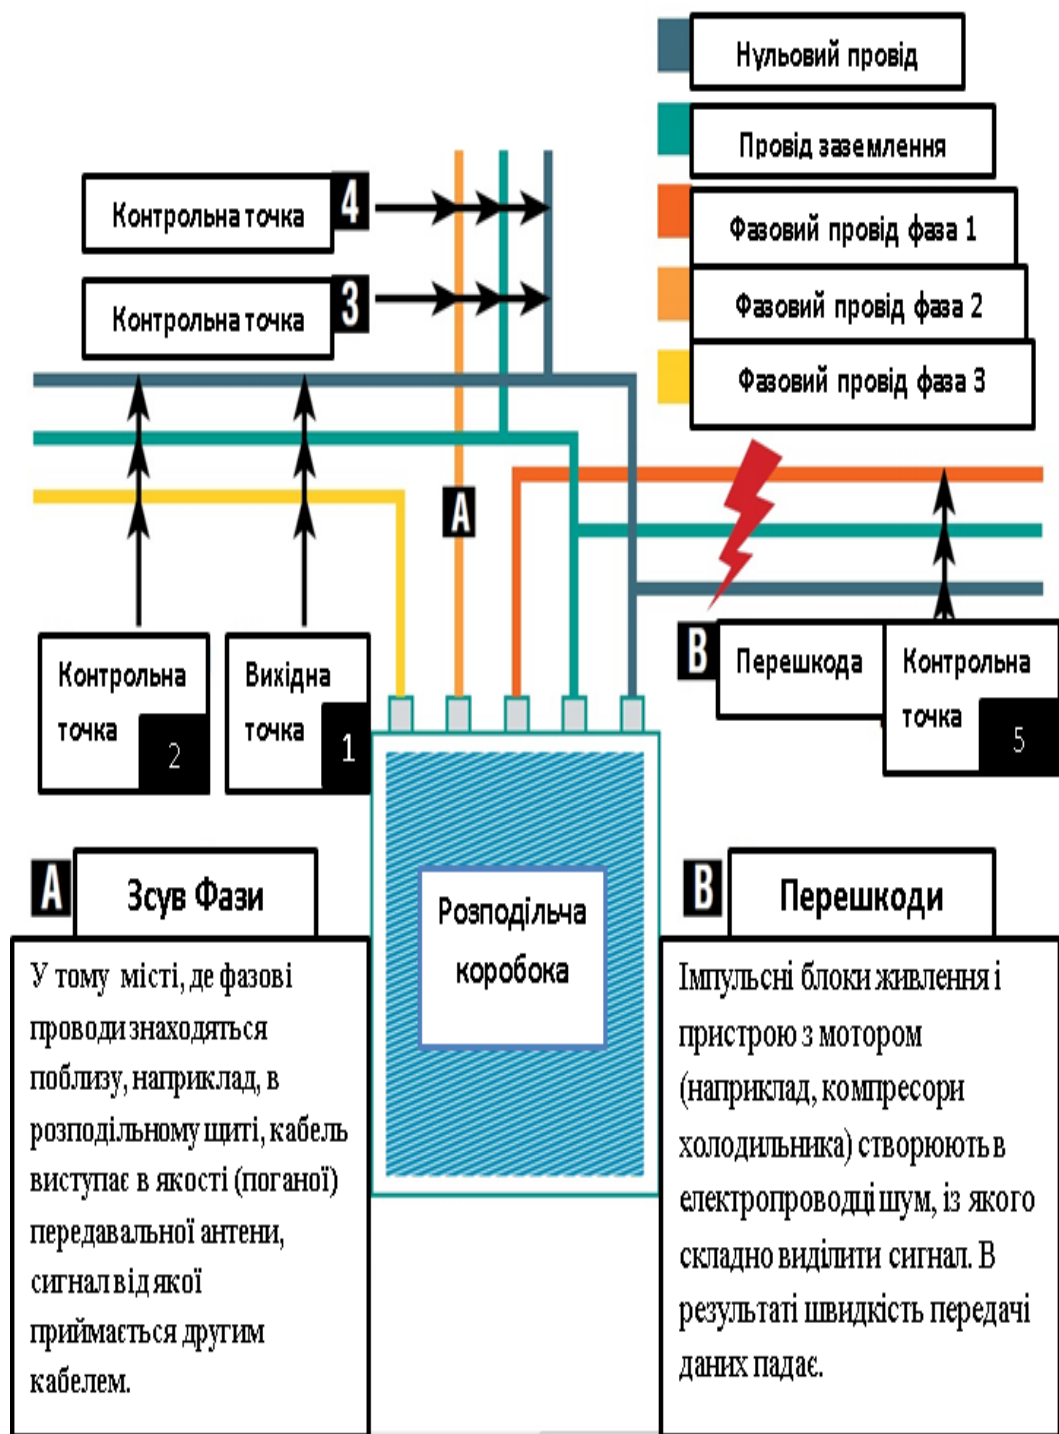 Нульовий провід
Провід заземлення
Фазовий провід фаза 1
Фазовий провід фаза 2
Фазовий провід фаза 3
Контрольна точка 4
Контрольна точка 3
A
Контрольна
точка 2
Вихідна
точка 1
B Перешкода
Контрольна
точка 5
A Зсув Фази
У тому місті, де фазові
проводи знаходяться
поблизу, наприклад, в
розподільному щиті, кабель
виступає в якості (поганої)
передавальної антени,
сигнал від якої
приймається другим
кабелем.
Розподільча
коробока
B Перешкоди
Імпульсні блоки живлення і
пристрою з мотором
(наприклад, компресори
холодильника) створюють в
електропроводці шум, із якого
складно виділити сигнал. В
результаті швидкість передачі
даних падає.